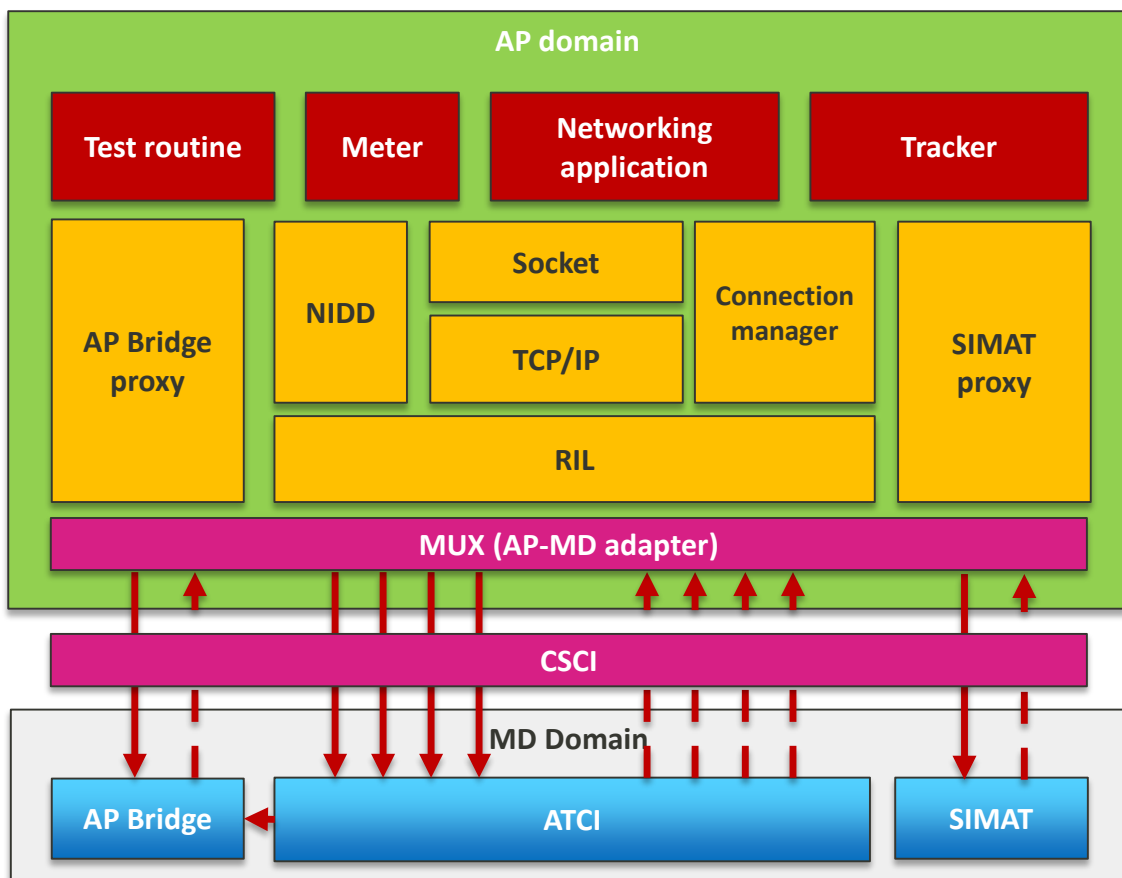 AP domain
Test routine
Meter
Networking
application
Tracker
AP Bridge
proxy
NIDD
Socket
TCP/IP
Connection
manager
SIMAT
proxy
RIL
MUX (AP-MD adapter)
CSCI
MD Domain
AP Bridge
ATCI
SIMAT